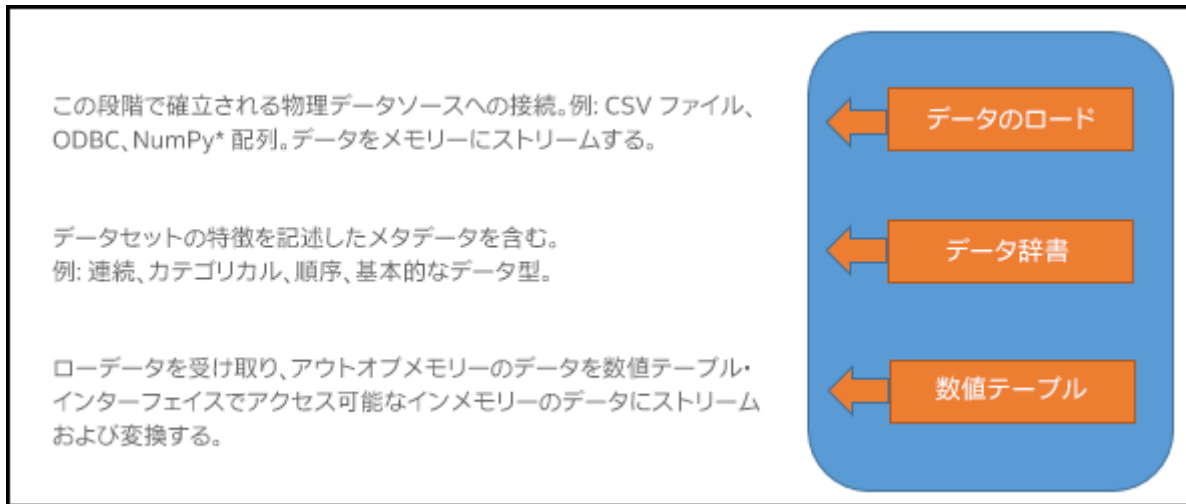 この段階で確立される物理データソースへの接続。例: CSV ファイル、
ODBC、NumPy* 配列。データをメモリーにストリームする。
データのロード
データセットの特徴を記述したメタデータを含む。
例: 連続、カテゴリカル、順序、基本的なデータ型。
データ辞書
ローデータを受け取り、アウトオブメモリーのデータを数値テーブル・
インターフェイスでアクセス可能なインメモリーのデータにストリーム
および変換する。
数値テーブル